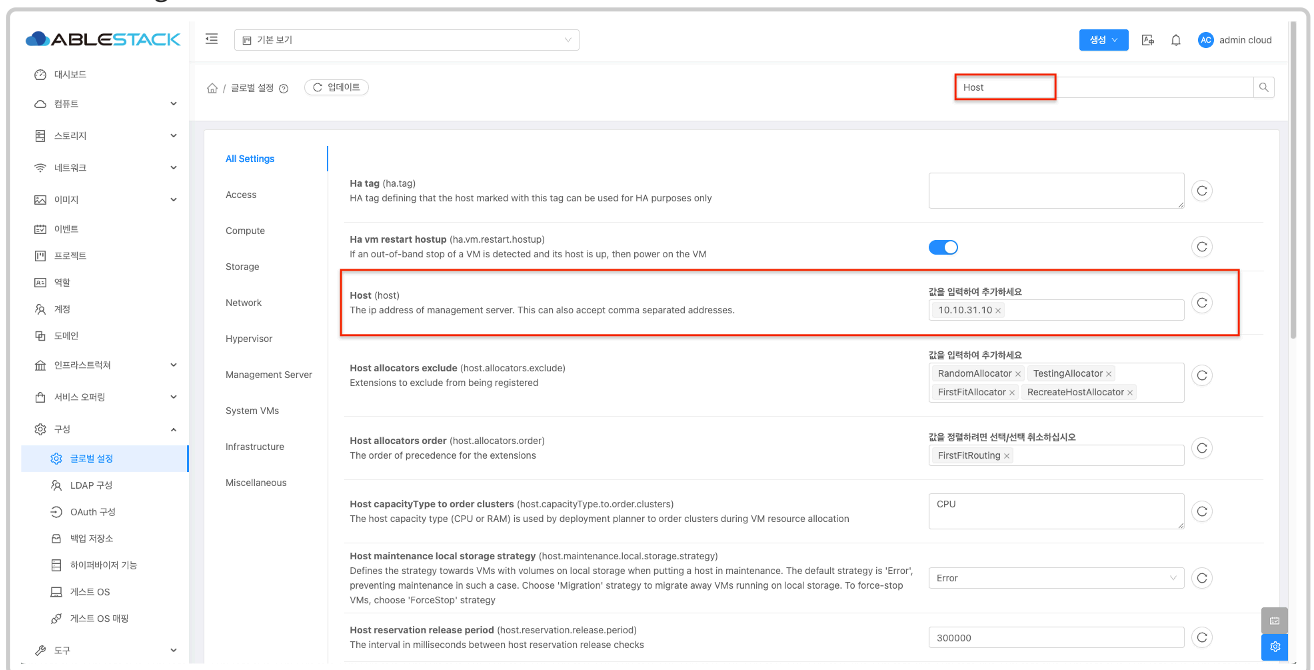 ABLESTACK
기본 보기
생성
AC admin cloud
/ 글로벌 설정
업데이트
Host
대시보드
컴퓨트
스토리지
네트워크
이미지
이벤트
프로젝트
역할
계정
도메인
인프라스트럭쳐
서비스 오퍼링
구성
글로벌 설정
LDAP 구성
OAuth 구성
백업 저장소
하이퍼바이저 기능
게스트 OS
게스트 OS 매핑
도구
All Settings
Access
Compute
Storage
Network
Hypervisor
Management Server
System VMs
Infrastructure
Miscellaneous
Ha tag (ha.tag)
HA tag defining that the host marked with this tag can be used for HA purposes only
Ha vm restart hostup (ha.vm.restart.hostup)
If an out-of-band stop of a VM is detected and its host is up, then power on the VM
Host (host)
The ip address of management server. This can also accept comma separated addresses.
값을 입력하여 추가하세요
10.10.31.10 ×
Host allocators exclude (host.allocators.exclude)
Extensions to exclude from being registered
값을 입력하여 추가하세요
RandomAllocator × TestingAllocator ×
FirstFitAllocator × RecreateHostAllocator ×
Host allocators order (host.allocators.order)
The order of precedence for the extensions
값을 정렬하려면 선택/선택 취소하십시오
FirstFitRouting ×
Host capacityType to order clusters (host.capacityType.to.order.clusters)
The host capacity type (CPU or RAM) is used by deployment planner to order clusters during VM resource allocation
CPU
Host maintenance local storage strategy (host.maintenance.local.storage.strategy)
Defines the strategy towards VMs with volumes on local storage when putting a host in maintenance. The default strategy is 'Error',
preventing maintenance in such a case. Choose 'Migration' strategy to migrate away VMs running on local storage. To force-stop
VMs, choose 'ForceStop' strategy
Error
Host reservation release period (host.reservation.release.period)
The interval in milliseconds between host reservation release checks
300000